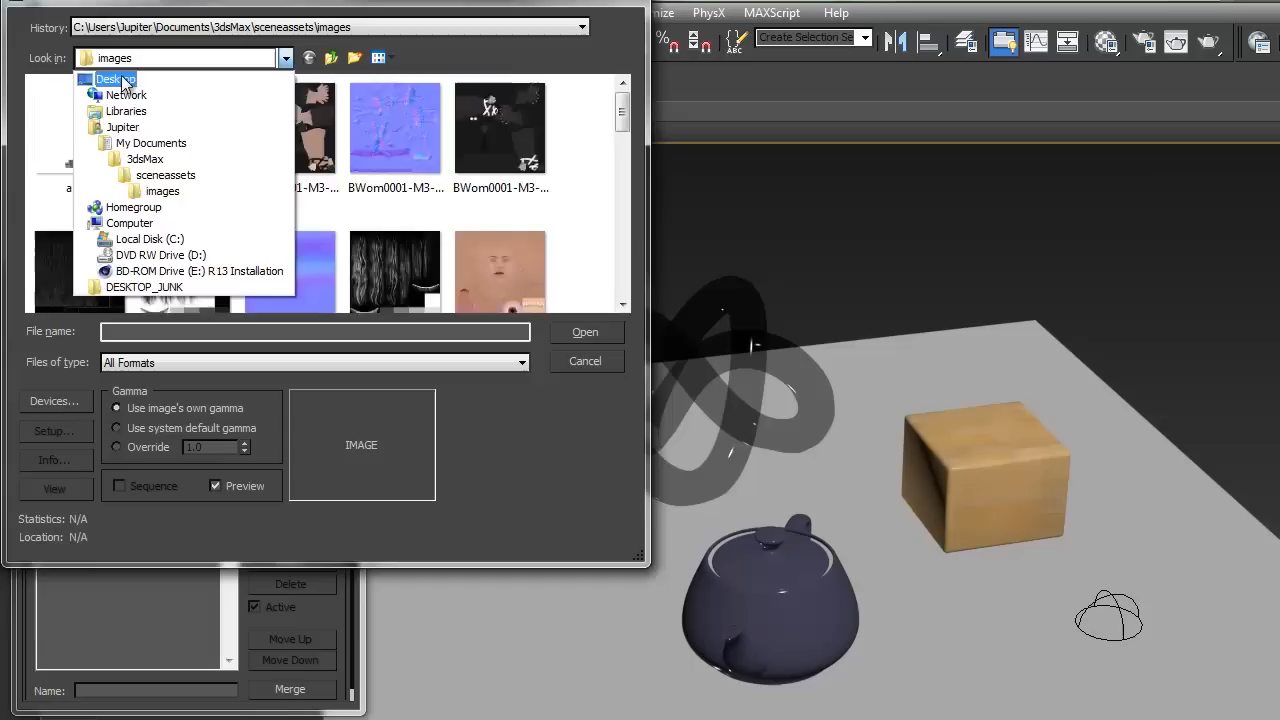 mize PhysX MAXScript Help
History: C:\Users\Jupiter\Documents\3dsMax\sceneassets\images
Create Selection Se
Look in: images
Desktop
Network
Libraries
Jupiter
My Documents
3dsMax
sceneassets
images
Homegroup
Computer
Local Disk (C:)
DVD RW Drive (D:)
BD-ROM Drive (E:) R13 Installation
DESKTOP_JUNK
a
1-M3-...
BWom0001-M3-...
BWom0001-M3-...
File name:
Open
Files of type: All Formats
Cancel
Devices...
Setup...
Info...
View
Gamma
Use image's own gamma
Use system default gamma
Override 1.0
Sequence Preview
IMAGE
Statistics: N/A
Location: N/A
Delete
Active
Move Up
Move Down
Name:
Merge